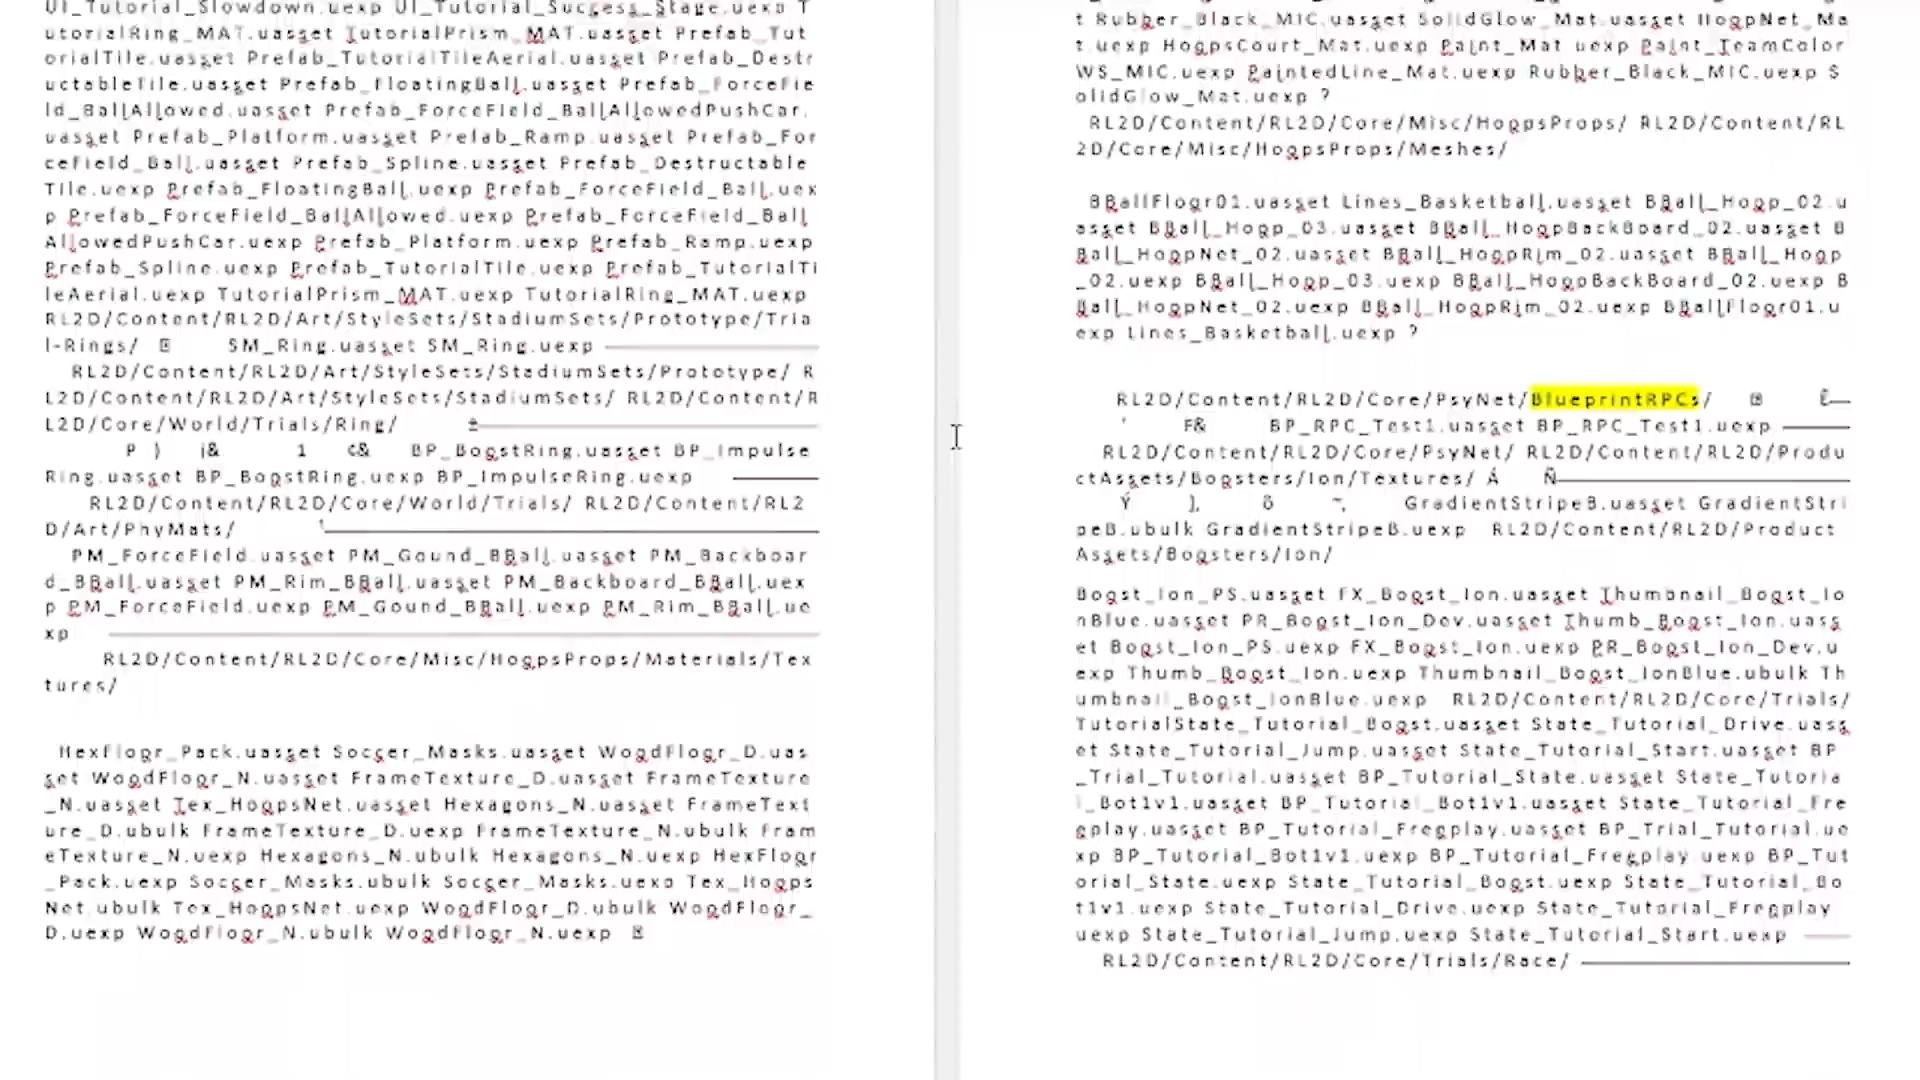 UI_Tutorial_Slowdown.uexp UI_Tutorial_Success_Stage.uexp T
utorialRing_MAT.uasset TutorialPrism_MAT.uasset Prefab_Tut
orialTile.uasset Prefab_TutorialTileAerial.uasset Prefab_Destr
uctableTile.uasset Prefab_FloatingBall.uasset Prefab_ForceFie
ld_BallAllowed.uasset Prefab_ForceField_BallAllowedPushCar.
uasset Prefab_Platform.uasset Prefab_Ramp.uasset Prefab_For
ceField_Ball.uasset Prefab_Spline.uasset Prefab_Destructable
Tile.uexp Prefab_FloatingBall.uexp Prefab_ForceField_Ball.uex
p Prefab_ForceField_BallAllowed.uexp Prefab_ForceField_Ball
AllowedPushCar.uexp Prefab_Platform.uexp Prefab_Ramp.uexp
Prefab_Spline.uexp Prefab_TutorialTile.uexp Prefab_TutorialTi
leAerial.uexp TutorialPrism_MAT.uexp TutorialRing_MAT.uexp
RL2D/Content/RL2D/Art/StyleSets/StadiumSets/Prototype/Tria
l-Rings/ SM_Ring.uasset SM_Ring.uexp
RL2D/Content/RL2D/Art/StyleSets/StadiumSets/Prototype/ R
L2D/Content/RL2D/Art/StyleSets/StadiumSets/ RL2D/Content/R
L2D/Core/World/Trials/Ring/ ±
P ) i& 1 c& BP_BoostRing.uasset BP_Impulse
Ring.uasset BP_BoostRing.uexp BP_ImpulseRing.uexp
RL2D/Content/RL2D/Core/World/Trials/ RL2D/Content/RL2
D/Art/PhyMats/
PM_ForceField.uasset PM_Gound_BBall.uasset PM_Backboar
d_BBall.uasset PM_Rim_BBall.uasset PM_Backboard_BBall.uex
p PM_ForceField.uexp PM_Gound_BBall.uexp PM_Rim_BBall.ue
xp
RL2D/Content/RL2D/Core/Misc/HoopsProps/Materials/Tex
tures/
HexFloor_Pack.uasset Soccer_Masks.uasset WoodFloor_D.uas
set WoodFloor_N.uasset FrameTexture_D.uasset FrameTexture
_N.uasset Tex_HoopsNet.uasset Hexagons_N.uasset FrameText
ure_D.ubulk FrameTexture_D.uexp FrameTexture_N.ubulk Fram
eTexture_N.uexp Hexagons_N.ubulk Hexagons_N.uexp HexFloor
_Pack.uexp Soccer_Masks.ubulk Soccer_Masks.uexp Tex_Hoops
Net.ubulk Tex_HoopsNet.uexp WoodFloor_D.ubulk WoodFloor_
D.uexp WoodFloor_N.ubulk WoodFloor_N.uexp
t Rubber_Black_MIC.uasset SolidGlow_Mat.uasset HoopNet_Ma
t.uexp HoopsCourt_Mat.uexp Paint_Mat uexp Paint_TeamColor
WS_MIC.uexp PaintedLine_Mat.uexp Rubber_Black_MIC.uexp S
olidGlow_Mat.uexp ?
RL2D/Content/RL2D/Core/Misc/HoopsProps/ RL2D/Content/RL
2D/Core/Misc/HoopsProps/Meshes/
BBallFloor01.uasset Lines_Basketball.uasset BBall_Hoop_02.u
asset BBall_Hoop_03.uasset BBall_HoopBackBoard_02.uasset B
Ball_HoopNet_02.uasset BBall_HoopRim_02.uasset BBall_Hoop
_02.uexp BBall_Hoop_03.uexp BBall_HoopBackBoard_02.uexp B
Ball_HoopNet_02.uexp BBall_HoopRim_02.uexp BBallFloor01.u
exp Lines_Basketball.uexp ?
RL2D/Content/RL2D/Core/PsyNet/BlueprintRPCs/
' F& BP_RPC_Test1.uasset BP_RPC_Test1.uexp
RL2D/Content/RL2D/Core/PsyNet/ RL2D/Content/RL2D/Produ
ctAssets/Boosters/Ion/Textures/ Á Ñ
Ý ), õ ¬, GradientStripeB.uasset GradientStri
peB.ubulk GradientStripeB.uexp RL2D/Content/RL2D/Product
Assets/Boosters/Ion/
Boost_Ion_PS.uasset FX_Boost_Ion.uasset Thumbnail_Boost_Io
nBlue.uasset PR_Boost_Ion_Dev.uasset Thumb_Boost_Ion.uass
et Boost_Ion_PS.uexp FX_Boost_Ion.uexp PR_Boost_Ion_Dev.u
exp Thumb_Boost_Ion.uexp Thumbnail_Boost_IonBlue.ubulk Th
umbnail_Boost_IonBlue.uexp RL2D/Content/RL2D/Core/Trials/
TutorialState_Tutorial_Boost.uasset State_Tutorial_Drive.uass
et State_Tutorial_Jump.uasset State_Tutorial_Start.uasset BP
_Trial_Tutorial.uasset BP_Tutorial_State.uasset State_Tutoria
l_Bot1v1.uasset BP_Tutorial_Bot1v1.uasset State_Tutorial_Fre
eplay.uasset BP_Tutorial_Freeplay.uasset BP_Trial_Tutorial.ue
xp BP_Tutorial_Bot1v1.uexp BP_Tutorial_Freeplay uexp BP_Tut
orial_State.uexp State_Tutorial_Boost.uexp State_Tutorial_Bo
t1v1.uexp State_Tutorial_Drive.uexp State_Tutorial_Freeplay
uexp State_Tutorial_Jump.uexp State_Tutorial_Start.uexp
RL2D/Content/RL2D/Core/Trials/Race/